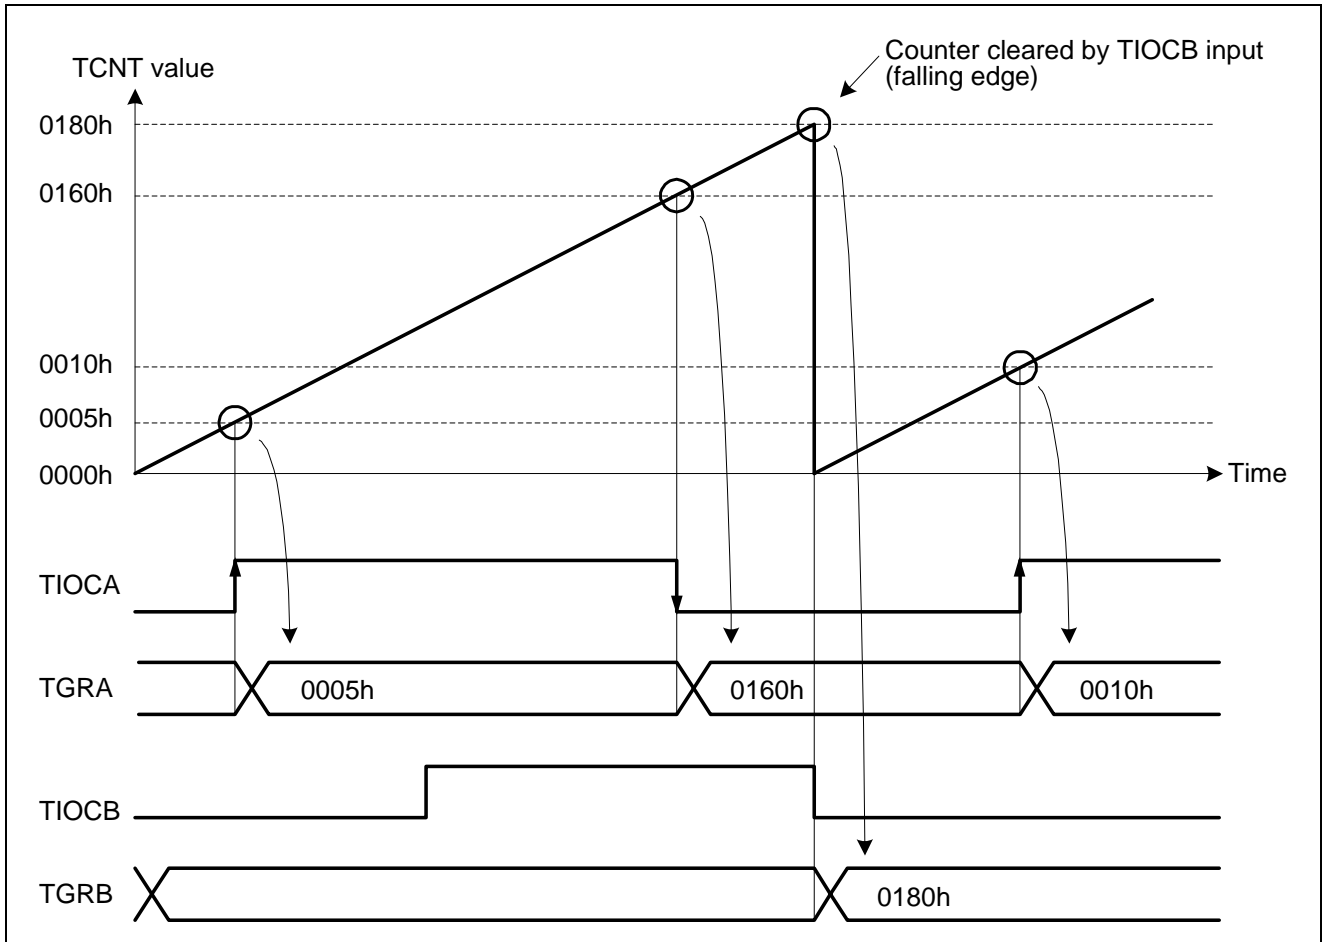 Counter cleared by TIOCB input
(falling edge)
TCNT value
0180h
0160h
0010h
0005h
0000h
Time
TIOCA
TGRA
0005h
0160h
0010h
TIOCB
TGRB
0180h